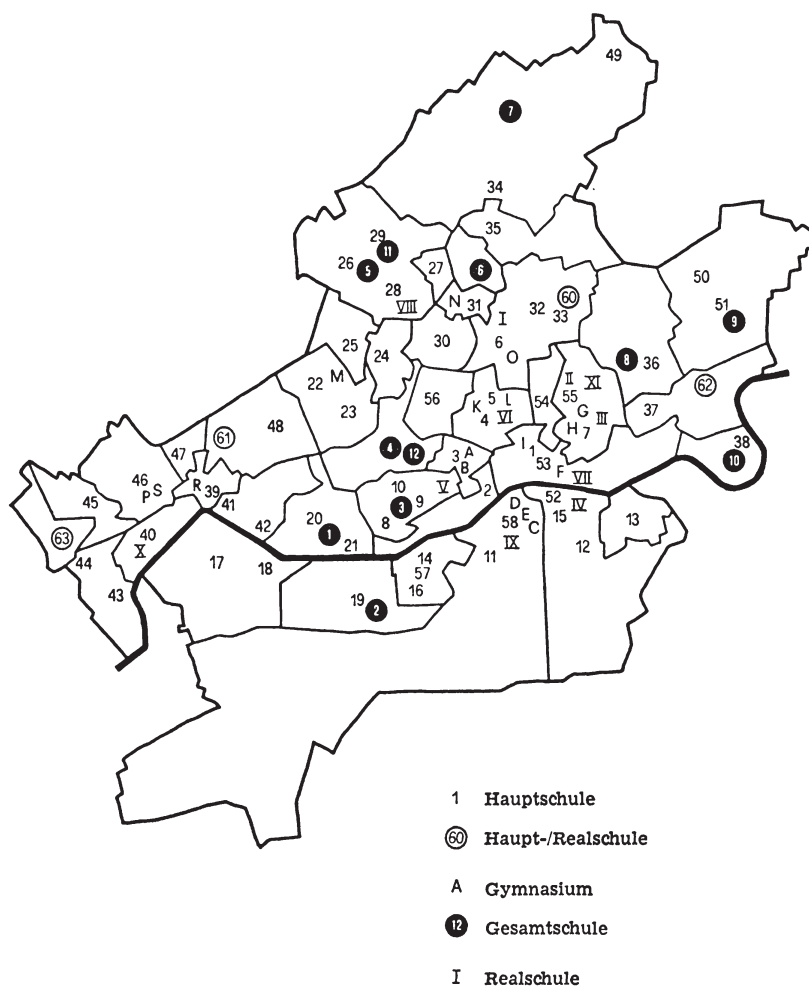 49
7
34
35
29
11
26
5
27
6
28
VIII
N
31
I
32
60
33
50
51
9
25
24
30
6
O
8
36
22
M
23
56
K
5
L
4
VI
54
II
XI
55
G
III
H
7
62
37
48
47
61
4
12
3
A
B
I
1
53
F
VII
38
10
46
P
S
R
39
45
41
10
V
9
3
8
2
D
E
58
C
IX
11
52
IV
15
13
12
42
20
1
21
63
40
X
44
43
17
18
14
57
16
19
2
1 Hauptschule
60 Haupt-/Realschule
A Gymnasium
12 Gesamtschule
I Realschule